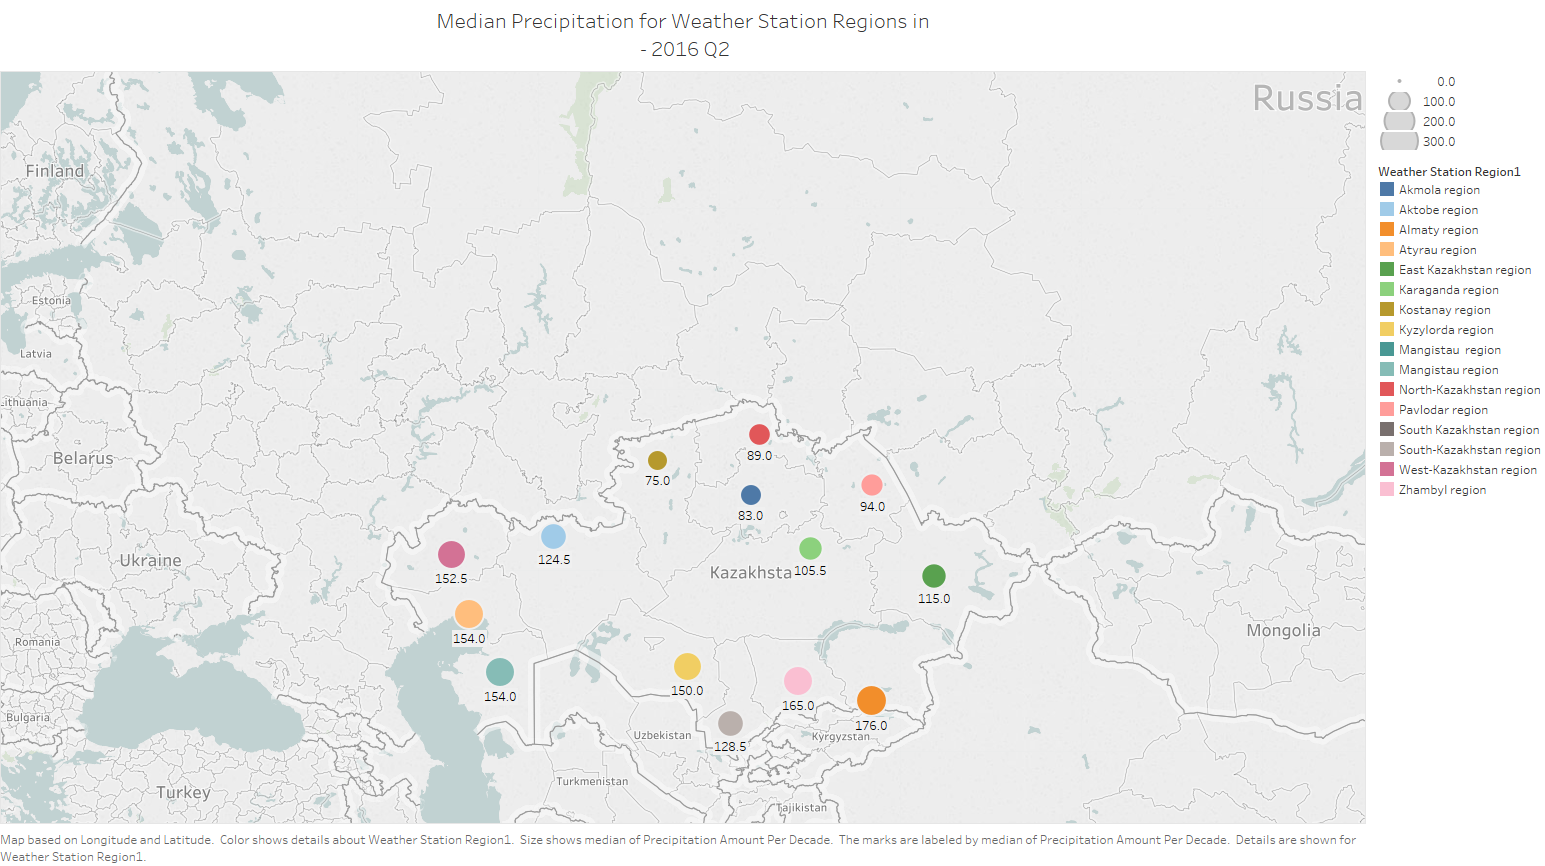 Median Precipitation for Weather Station Regions in
- 2016 Q2
Russia
Finland
Estonia
Latvia
Lithuania
Belarus
Ukraine
Romania
Bulgaria
Turkey
Kazakhsta
Uzbekistan
Turkmenistan
Kyrgyzstan
Tajikistan
Mongolia
89.0
75.0
94.0
83.0
124.5
105.5
152.5
115.0
154.0
154.0
150.0
165.0
176.0
128.5
0.0
100.0
200.0
300.0
Weather Station Region1
Akmola region
Aktobe region
Almaty region
Atyrau region
East Kazakhstan region
Karaganda region
Kostanay region
Kyzylorda region
Mangistau  region
Mangistau region
North-Kazakhstan region
Pavlodar region
South Kazakhstan region
South-Kazakhstan region
West-Kazakhstan region
Zhambyl region
Map based on Longitude and Latitude.  Color shows details about Weather Station Region1.  Size shows median of Precipitation Amount Per Decade.  The marks are labeled by median of Precipitation Amount Per Decade.  Details are shown for
Weather Station Region1.